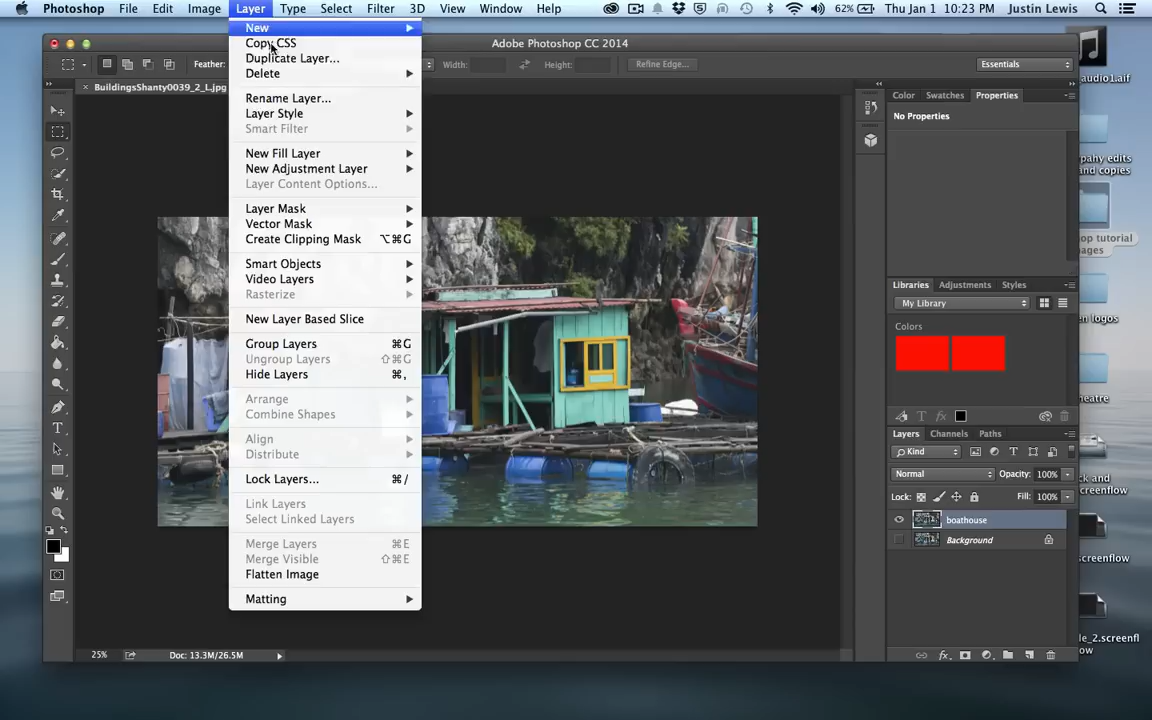 Photoshop File Edit Image Layer Type Select Filter 3D View Window Help 62% Thu Jan 1 10:23 PM Justin Lewis
New
Copy CSS
Duplicate Layer...
Delete
Rename Layer...
Layer Style
Smart Filter
New Fill Layer
New Adjustment Layer
Layer Content Options...
Layer Mask
Vector Mask
Create Clipping Mask ⌥⌘G
Smart Objects
Video Layers
Rasterize
New Layer Based Slice
Group Layers ⌘G
Ungroup Layers ⇧⌘G
Hide Layers ⌘,
Arrange
Combine Shapes
Align
Distribute
Lock Layers... ⌘/
Link Layers
Select Linked Layers
Merge Layers ⌘E
Merge Visible ⇧⌘E
Flatten Image
Matting
Adobe Photoshop CC 2014
Feather: Width: Height: Refine Edge... Essentials
BuildingsShanty0039_2_L.jpg
Color Swatches Properties
No Properties
Libraries Adjustments Styles
My Library
Colors
Layers Channels Paths
Kind
Normal Opacity: 100%
Lock: Fill: 100%
boathouse
Background
25% Doc: 13.3M/26.5M
audio1.aif
edits
and copies
op tutorial
ages
en logos
eatre
ck and
creenflow
screenflow
le_2.screenfl
ow